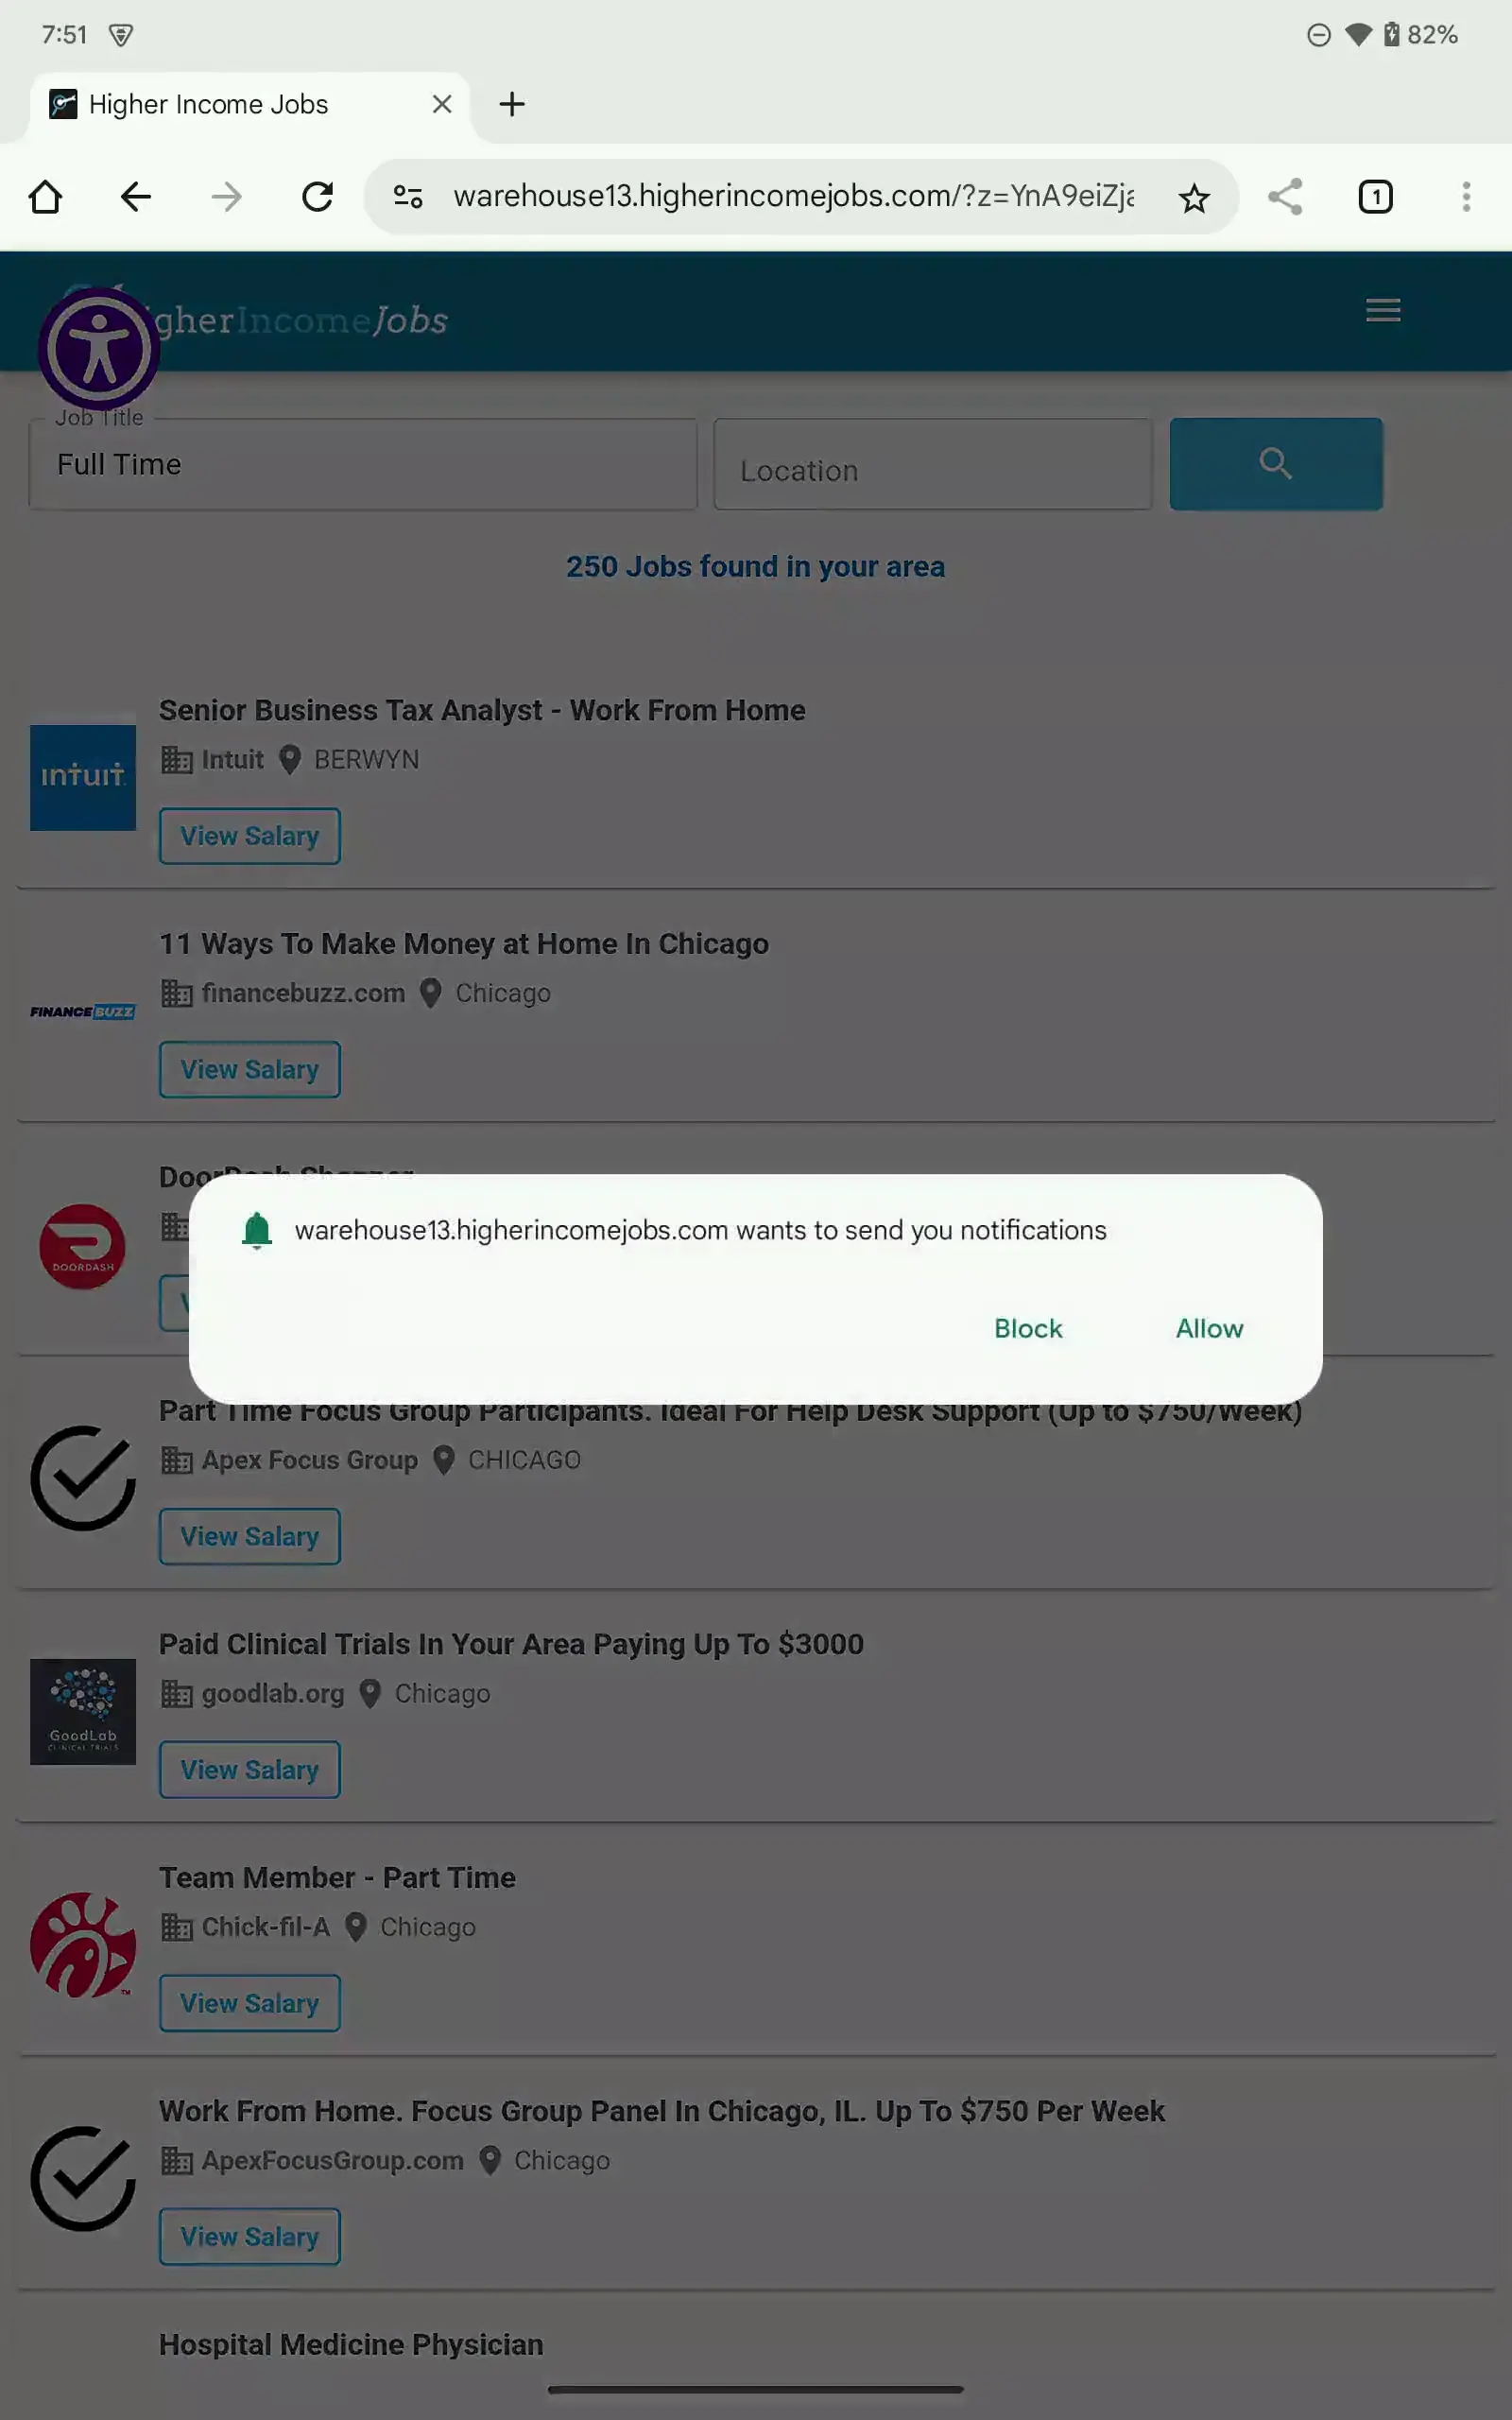 7:51
82%
Higher Income Jobs
warehouse13.higherincomejobs.com/?z=YnA9eiZj
gherIncomeJobs
Job Title
Full Time
Location
250 Jobs found in your area
Senior Business Tax Analyst - Work From Home
intuit
Intuit BERWYN
View Salary
11 Ways To Make Money at Home In Chicago
financebuzz.com Chicago
FINANCEBUZZ
View Salary
DoorDash Shopper
warehouse13.higherincomejobs.com wants to send you notifications
DOORDASH
Block Allow
Part Time Focus Group Participants. Ideal For Help Desk Support (Up to $750/Week)
Apex Focus Group CHICAGO
View Salary
Paid Clinical Trials In Your Area Paying Up To $3000
goodlab.org Chicago
GoodLab
CLINICAL TRIALS
View Salary
Team Member - Part Time
Chick-fil-A Chicago
View Salary
Work From Home. Focus Group Panel In Chicago, IL. Up To $750 Per Week
ApexFocusGroup.com Chicago
View Salary
Hospital Medicine Physician